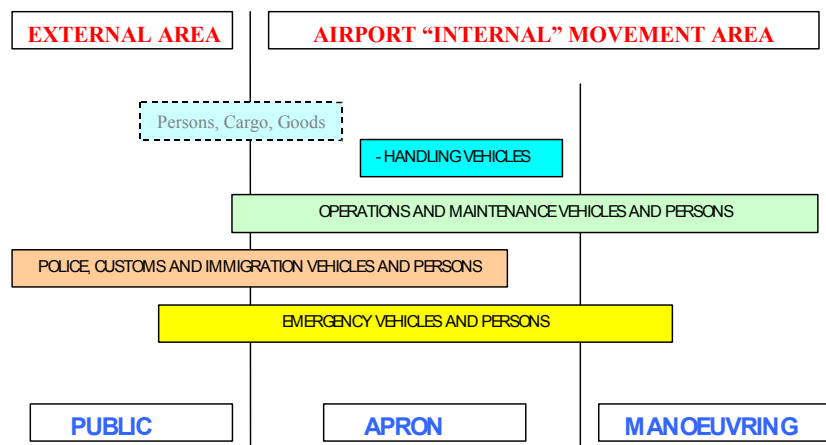 EXTERNAL AREA
AIRPORT “INTERNAL” MOVEMENT AREA
Persons, Cargo, Goods
- HANDLING VEHICLES
OPERATIONS AND MAINTENANCE VEHICLES AND PERSONS
POLICE, CUSTOMS AND IMMIGRATION VEHICLES AND PERSONS
EMERGENCY VEHICLES AND PERSONS
PUBLIC
APRON
MANOEUVRING